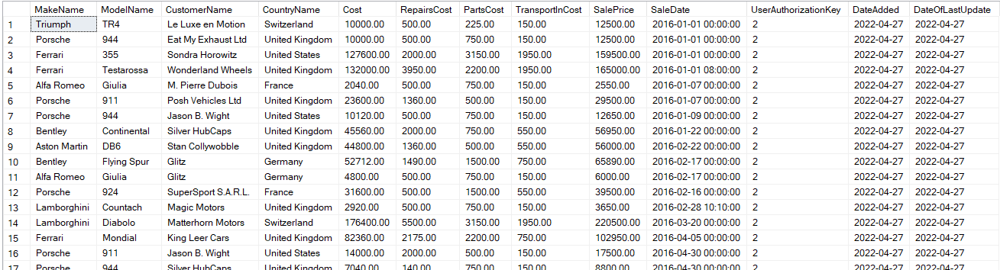 MakeName ModelName CustomerName CountryName Cost RepairsCost PartsCost TransportInCost SalePrice SaleDate UserAuthorizationKey DateAdded DateOfLastUpdate
1 Triumph TR4 Le Luxe en Motion Switzerland 10000.00 500.00 225.00 150.00 12500.00 2016-01-01 00:00:00 2 2022-04-27 2022-04-27
2 Porsche 944 Eat My Exhaust Ltd United Kingdom 10000.00 500.00 750.00 150.00 12500.00 2016-01-01 00:00:00 2 2022-04-27 2022-04-27
3 Ferrari 355 Sondra Horowitz United States 127600.00 2000.00 3150.00 1950.00 159500.00 2016-01-01 00:00:00 2 2022-04-27 2022-04-27
4 Ferrari Testarossa Wonderland Wheels United Kingdom 132000.00 3950.00 2200.00 1950.00 165000.00 2016-01-01 08:00:00 2 2022-04-27 2022-04-27
5 Alfa Romeo Giulia M. Pierre Dubois France 2040.00 500.00 750.00 150.00 2550.00 2016-01-07 00:00:00 2 2022-04-27 2022-04-27
6 Porsche 911 Posh Vehicles Ltd United Kingdom 23600.00 1360.00 500.00 150.00 29500.00 2016-01-07 00:00:00 2 2022-04-27 2022-04-27
7 Porsche 944 Jason B. Wight United States 10120.00 500.00 750.00 150.00 12650.00 2016-01-09 00:00:00 2 2022-04-27 2022-04-27
8 Bentley Continental Silver HubCaps United Kingdom 45560.00 2000.00 750.00 550.00 56950.00 2016-01-22 00:00:00 2 2022-04-27 2022-04-27
9 Aston Martin DB6 Stan Collywobble United Kingdom 44800.00 1360.00 500.00 550.00 56000.00 2016-02-22 00:00:00 2 2022-04-27 2022-04-27
10 Bentley Flying Spur Glitz Germany 52712.00 1490.00 1500.00 750.00 65890.00 2016-02-17 00:00:00 2 2022-04-27 2022-04-27
11 Alfa Romeo Giulia Glitz Germany 4800.00 500.00 750.00 150.00 6000.00 2016-02-17 00:00:00 2 2022-04-27 2022-04-27
12 Porsche 924 SuperSport S.A.R.L. France 31600.00 500.00 1500.00 550.00 39500.00 2016-02-16 00:00:00 2 2022-04-27 2022-04-27
13 Lamborghini Countach Magic Motors United Kingdom 2920.00 500.00 750.00 150.00 3650.00 2016-02-28 10:10:00 2 2022-04-27 2022-04-27
14 Lamborghini Diabolo Matterhorn Motors Switzerland 176400.00 5500.00 3150.00 1950.00 220500.00 2016-03-20 00:00:00 2 2022-04-27 2022-04-27
15 Ferrari Mondial King Leer Cars United Kingdom 82360.00 2175.00 2200.00 750.00 102950.00 2016-04-05 00:00:00 2 2022-04-27 2022-04-27
16 Porsche 911 Jason B. Wight United States 14000.00 2000.00 500.00 150.00 17500.00 2016-04-30 00:00:00 2 2022-04-27 2022-04-27
17 Porsche 944 Silver HubCaps United Kingdom 7040.00 140.00 750.00 150.00 8800.00 2016-04-30 00:00:00 2 2022-04-27 2022-04-27